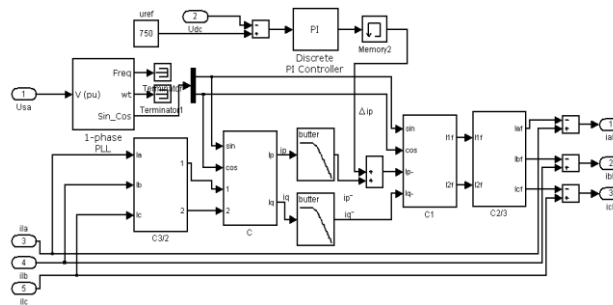 uref
2
Udc
750
PI
Discrete
PI Controller
Memory2
Freq
V (pu)
wt
Sin_Cos
Terminator
Terminator1
1
Usa
1-phase
PLL
Δip
Ia
Ib
Ic
1
2
C3/2
sin
cos
1
2
Ip
Iq
C
ip
iq
butter
butter
ip-
iq-
sin
cos
Ip-
Iq-
I1f
I2f
C1
I1f
I2f
Iaf
Ibf
Icf
C2/3
1
2
3
ila
3
4
ilb
5
ilc